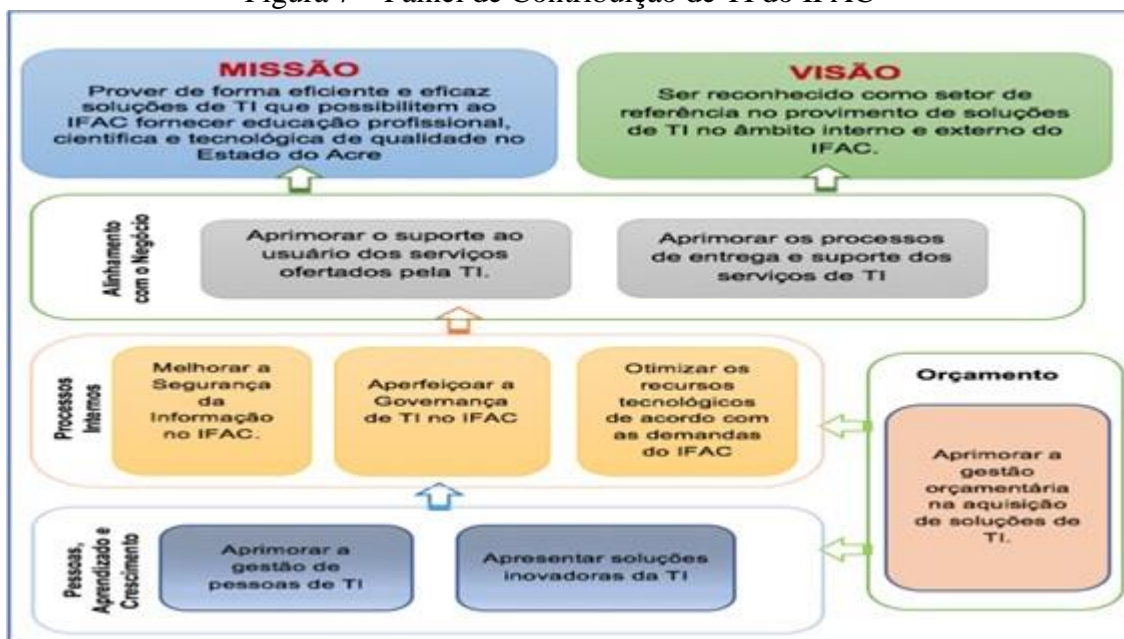 Figura 7 – Painel de Contribuição de TI do IFAC
MISSÃO
Prover de forma eficiente e eficaz
soluções de TI que possibilitem ao
IFAC fornecer educação profissional,
cientifica e tecnológica de qualidade no
Estado do Acre
VISÃO
Ser reconhecido como setor de
referência no provimento de soluções
de TI no âmbito interno e externo do
IFAC.
Alinhamento
com o Negócio
Aprimorar o suporte ao
usuário dos serviços
ofertados pela TI.
Aprimorar os processos
de entrega e suporte dos
serviços de TI
Processos
Internos
Melhorar a
Segurança
da
Informação
no IFAC.
Aperfeiçoar a
Governança
de TI no IFAC
Otimizar os
recursos
tecnológicos
de acordo com
as demandas
do IFAC
Orçamento
Aprimorar a
gestão
orçamentária
na aquisição
de soluções de
TI.
Pessoas,
Aprendizado e
Crescimento
Aprimorar a
gestão de
pessoas de TI
Apresentar soluções
inovadoras da TI